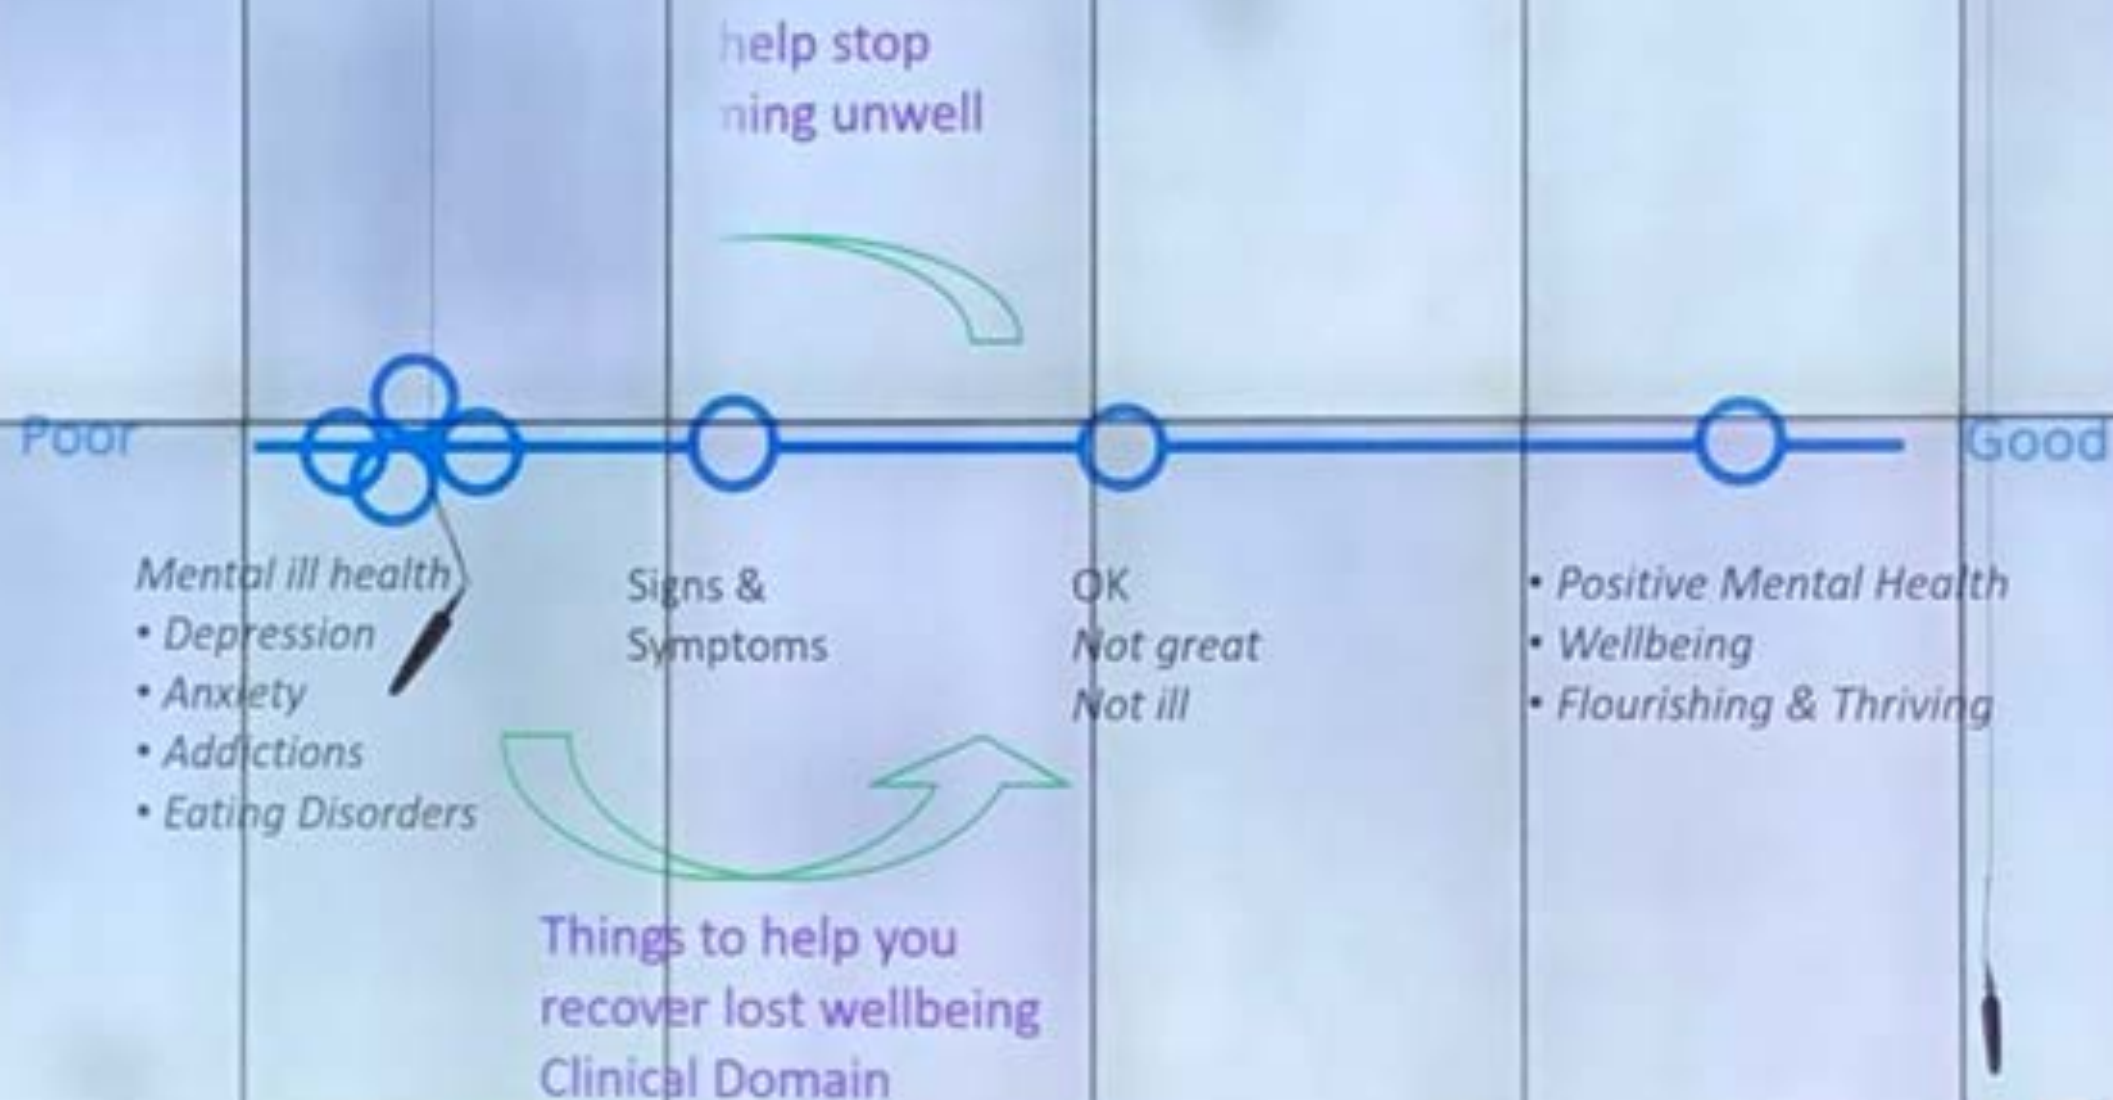 help stop
ning unwell
Poor
Good
Mental ill health
• Depression
• Anxiety
• Addictions
• Eating Disorders
Signs &
Symptoms
OK
Not great
Not ill
• Positive Mental Health
• Wellbeing
• Flourishing & Thriving
Things to help you
recover lost wellbeing
Clinical Domain